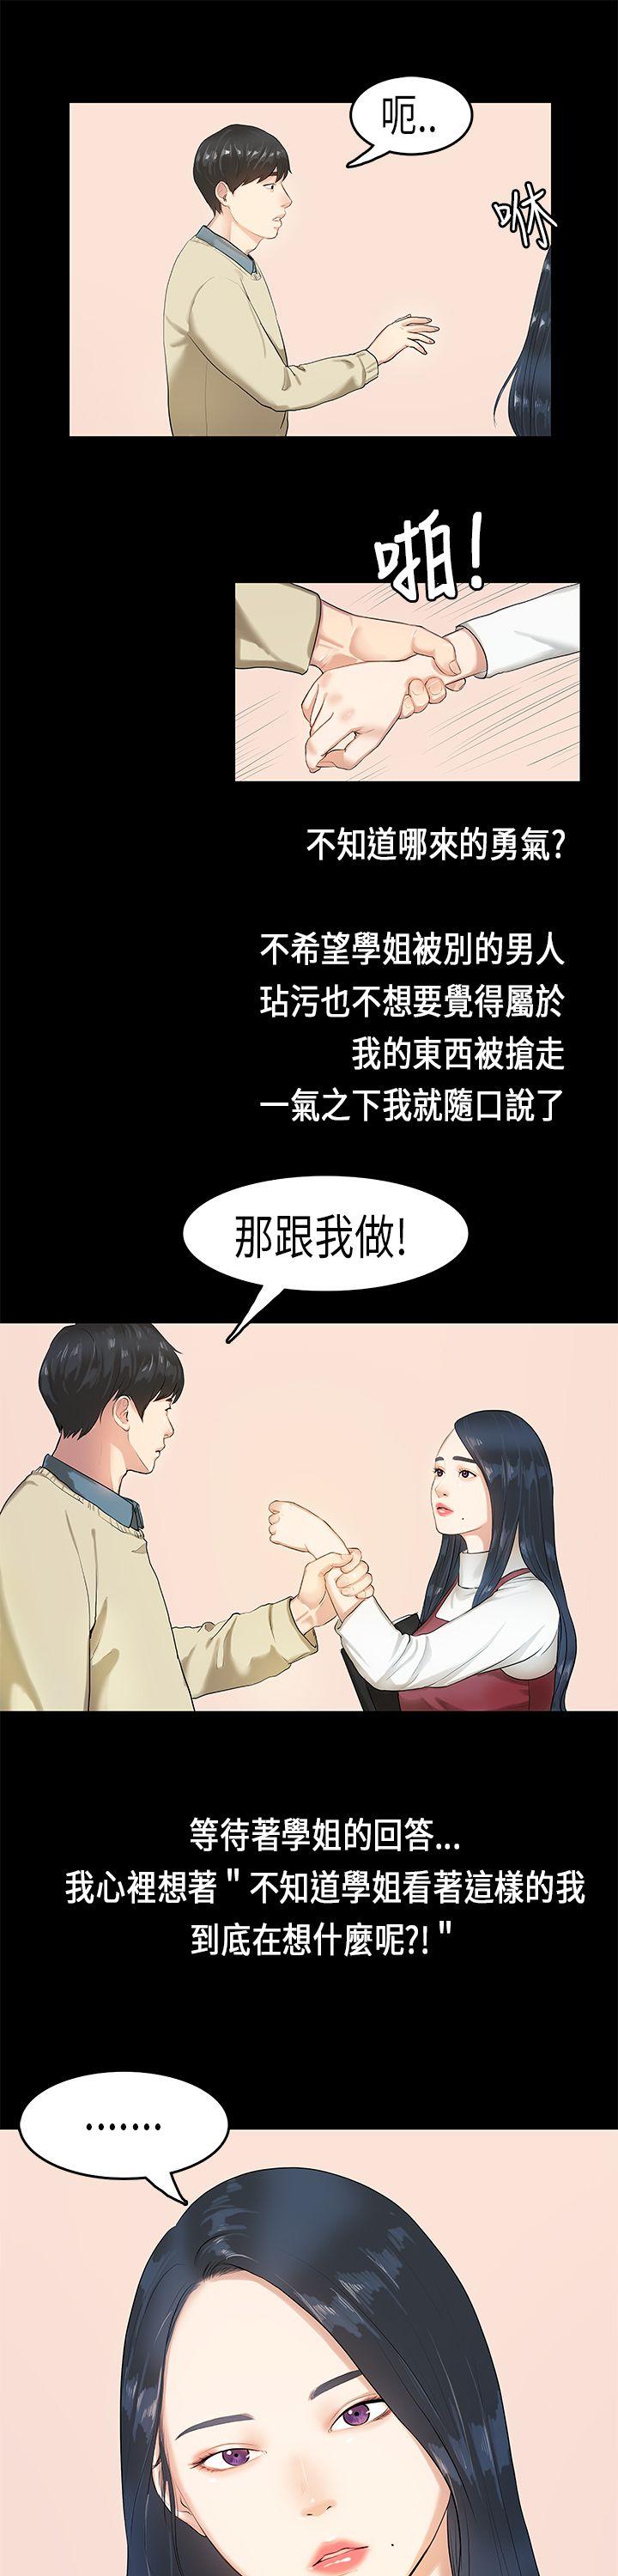 呃..
咻
啪!
不知道哪來的勇氣?
不希望學姐被別的男人
玷污也不想要覺得屬於
我的東西被搶走
一氣之下我就隨口說了
那跟我做!
等待著學姐的回答...
我心裡想著＂不知道學姐看著這樣的我
到底在想什麼呢?!＂
.......